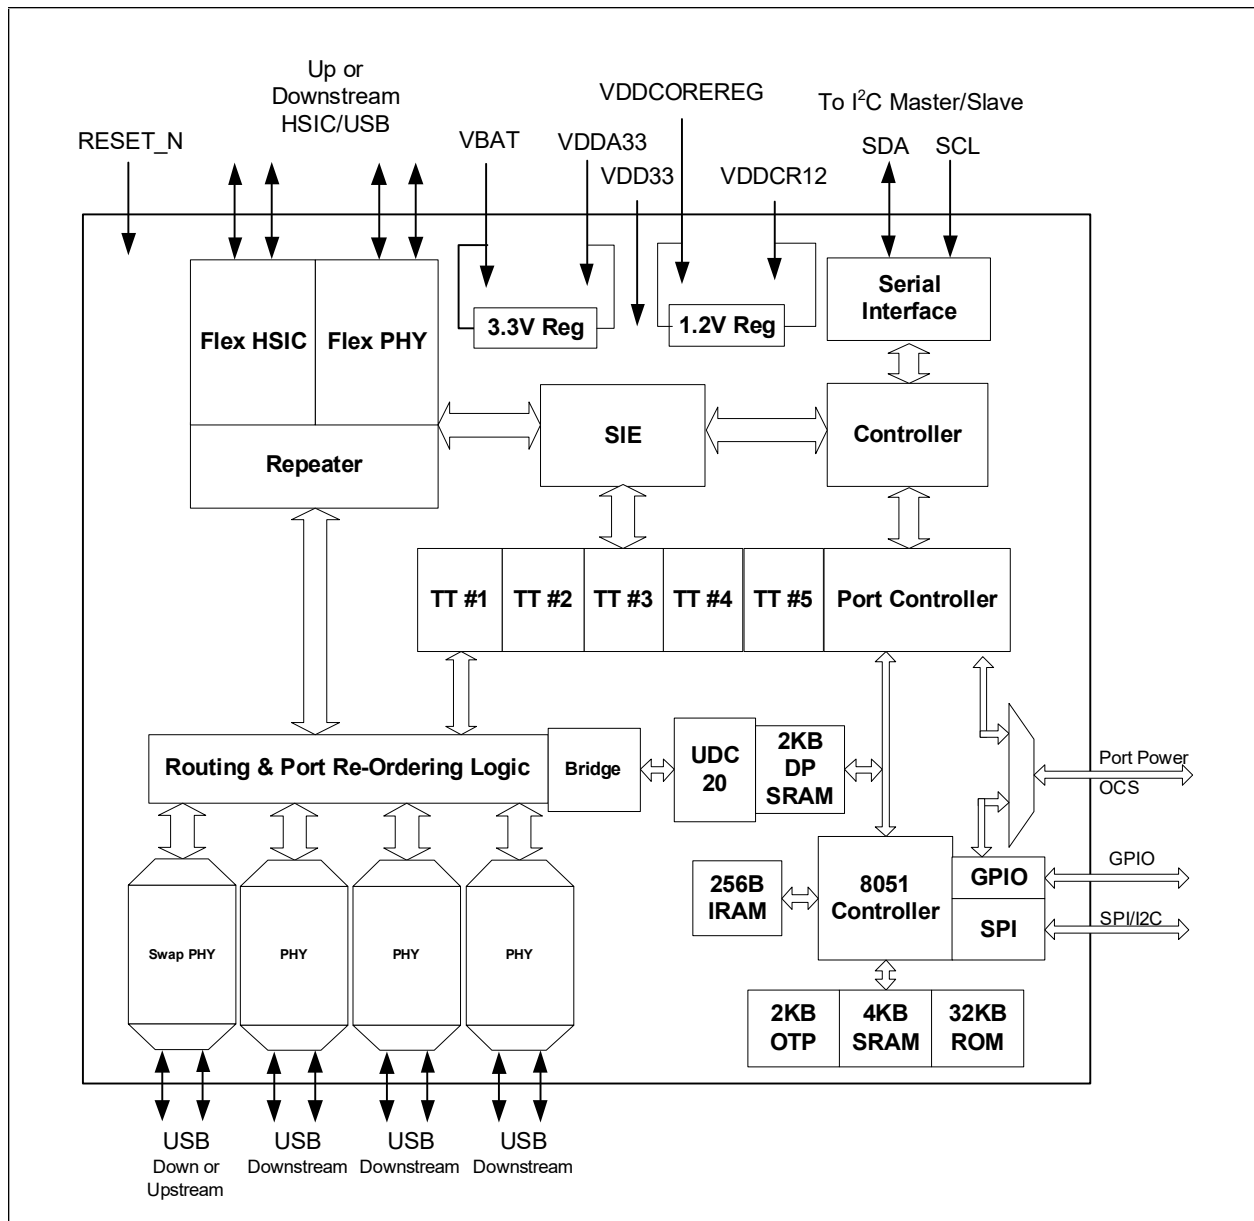 Up or
Downstream
HSIC/USB
RESET_N
VBAT
VDDA33
VDDCOREREG
VDD33
VDDCR12
To I²C Master/Slave
SDA
SCL
Flex HSIC
Flex PHY
3.3V Reg
1.2V Reg
Serial
Interface
Repeater
SIE
Controller
TT #1
TT #2
TT #3
TT #4
TT #5
Port Controller
Routing & Port Re-Ordering Logic
Bridge
UDC
20
2KB
DP
SRAM
Port Power
OCS
256B
IRAM
8051
Controller
GPIO
SPI
GPIO
SPI/I2C
Swap PHY
PHY
PHY
PHY
2KB
OTP
4KB
SRAM
32KB
ROM
USB
Down or
Upstream
USB
Downstream
USB
Downstream
USB
Downstream